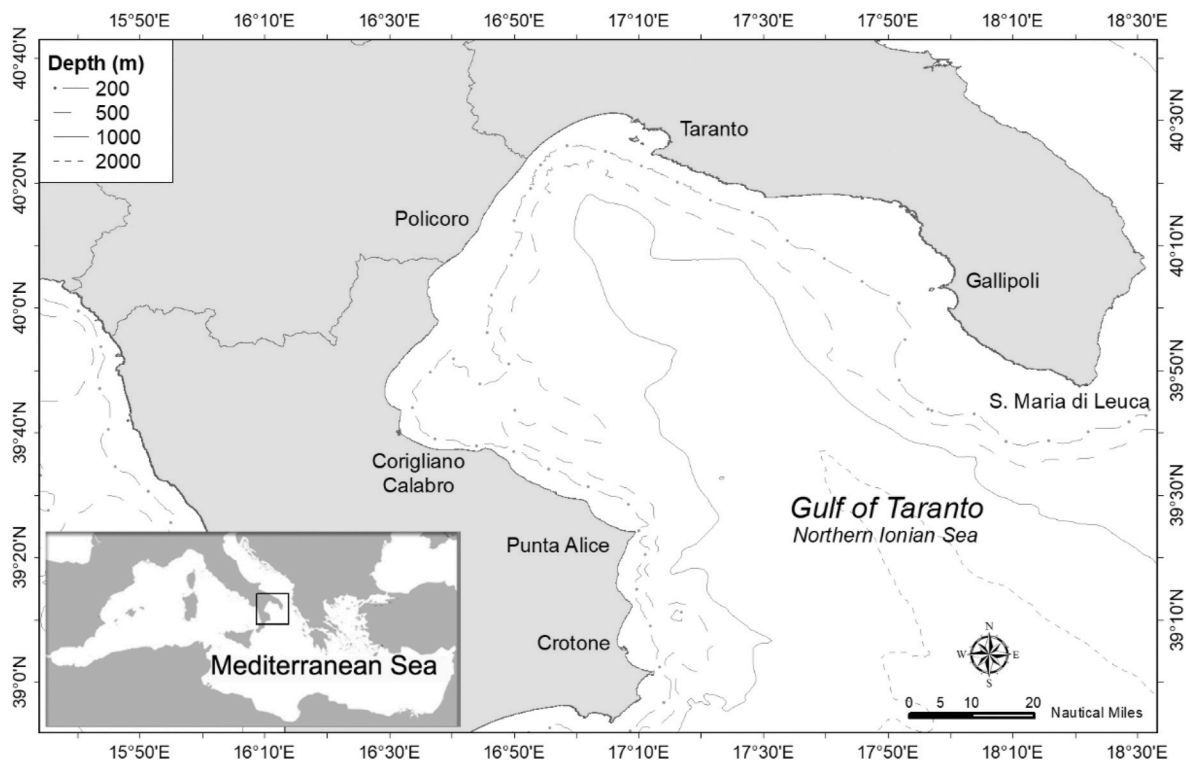 15°50'E 16°10'E 16°30'E 16°50'E 17°10'E 17°30'E 17°50'E 18°10'E 18°30'E
40°40'N
40°20'N
40°0'N
39°40'N
39°20'N
39°0'N
Depth (m)
200
500
1000
2000
Taranto
Policoro
Gallipoli
S. Maria di Leuca
Corigliano
Calabro
Gulf of Taranto
Northern Ionian Sea
Punta Alice
Crotone
Mediterranean Sea
N
W E
S
0 5 10 20
Nautical Miles
40°30'N
40°10'N
39°50'N
39°30'N
39°10'N
15°50'E 16°10'E 16°30'E 16°50'E 17°10'E 17°30'E 17°50'E 18°10'E 18°30'E